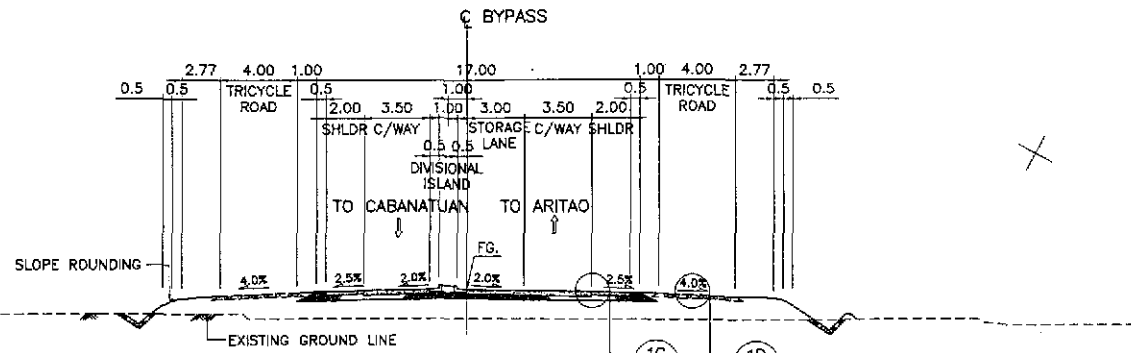 ℄ BYPASS
2.77 4.00 1.00 17.00 1.00 4.00 2.77
0.5 0.5 TRICYCLE ROAD 0.5 1.00 0.5 TRICYCLE ROAD 0.5 0.5
2.00 3.50 1.00 3.00 3.50 2.00
SHLDR C/WAY STORAGE LANE C/WAY SHLDR
0.5 0.5
DIVISIONAL
ISLAND
TO CABANATUAN TO ARITAO
FG.
SLOPE ROUNDING
4.0% 2.5% 2.0% 2.0% 2.5% 4.0%
EXISTING GROUND LINE
1C 1D